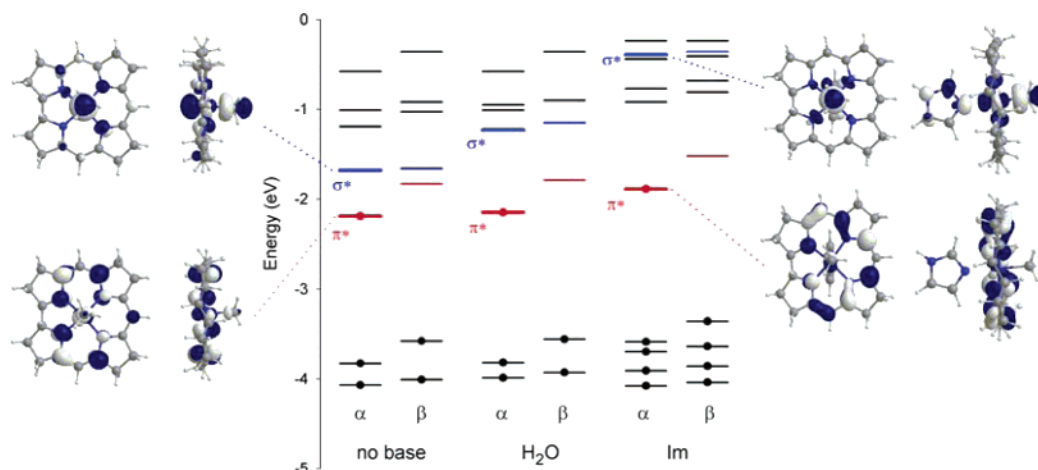 0
-1
-2
-3
-4
-5
Energy (eV)
σ*
π*
σ*
π*
σ*
π*
α β α β α β
no base H₂O Im